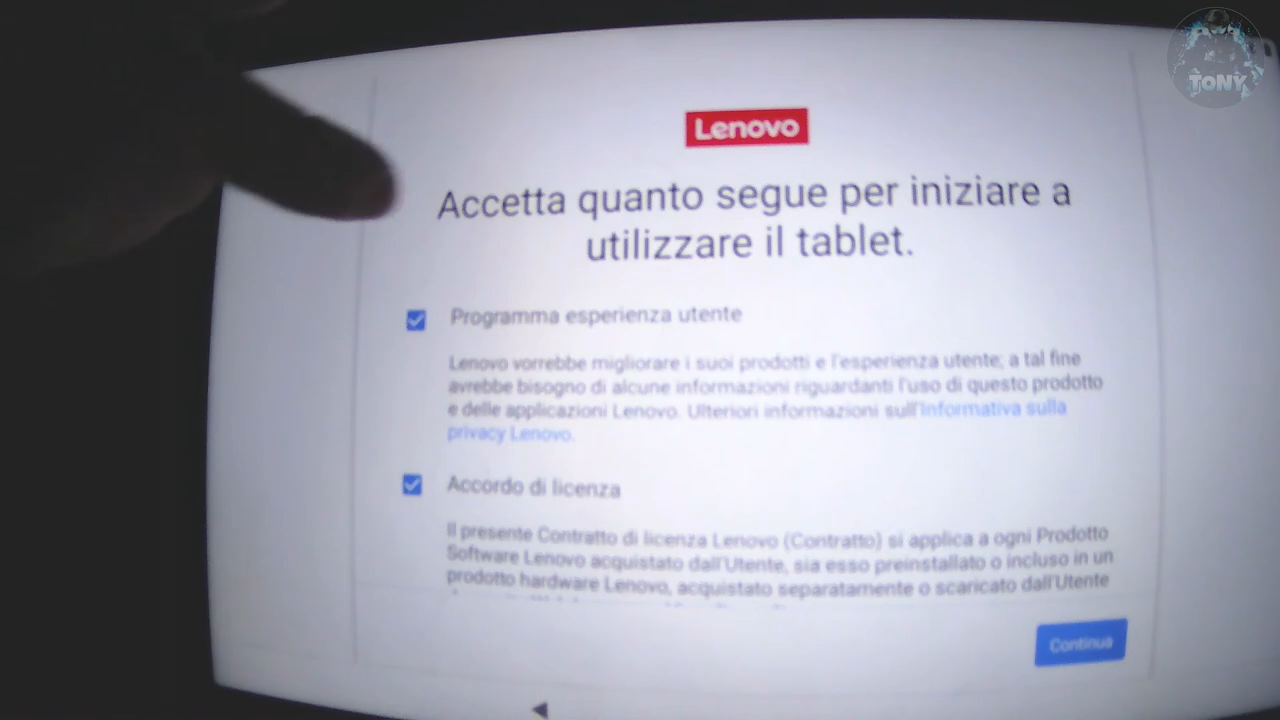 TONY
Lenovo
Accetta quanto segue per iniziare a
utilizzare il tablet.
Programma esperienza utente
Lenovo vorrebbe migliorare i suoi prodotti e l'esperienza utente; a tal fine
avrebbe bisogno di alcune informazioni riguardanti l'uso di questo prodotto
e delle applicazioni Lenovo. Ulteriori informazioni sull'Informativa sulla
privacy Lenovo.
Accordo di licenza
Il presente Contratto di licenza Lenovo (Contratto) si applica a ogni Prodotto
Software Lenovo acquistato dall'Utente, sia esso preinstallato o incluso in un
prodotto hardware Lenovo, acquistato separatamente o scaricato dall'Utente
Continua